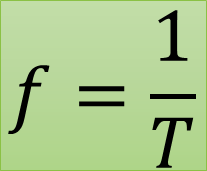 f = 1/T